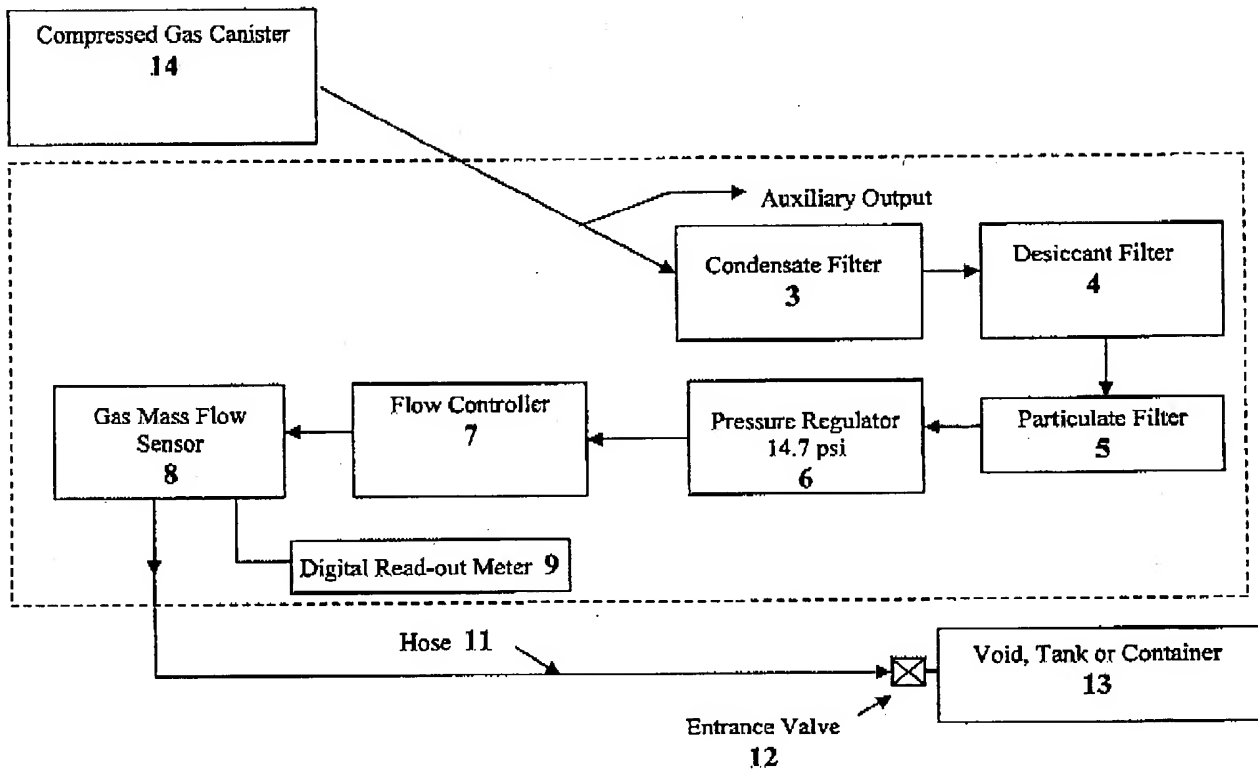 Compressed Gas Canister
14
Auxiliary Output
Condensate Filter
3
Desiccant Filter
4
Gas Mass Flow
Sensor
8
Flow Controller
7
Pressure Regulator
14.7 psi
6
Particulate Filter
5
Digital Read-out Meter 9
Hose 11
Void, Tank or Container
13
Entrance Valve
12